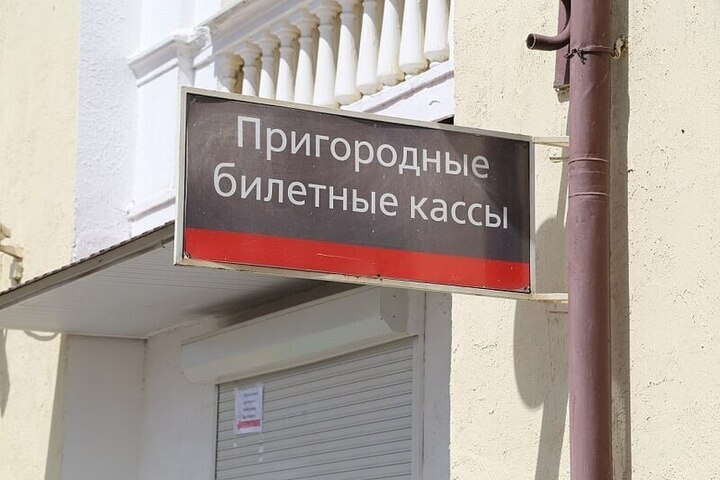 Пригородные
билетные кассы